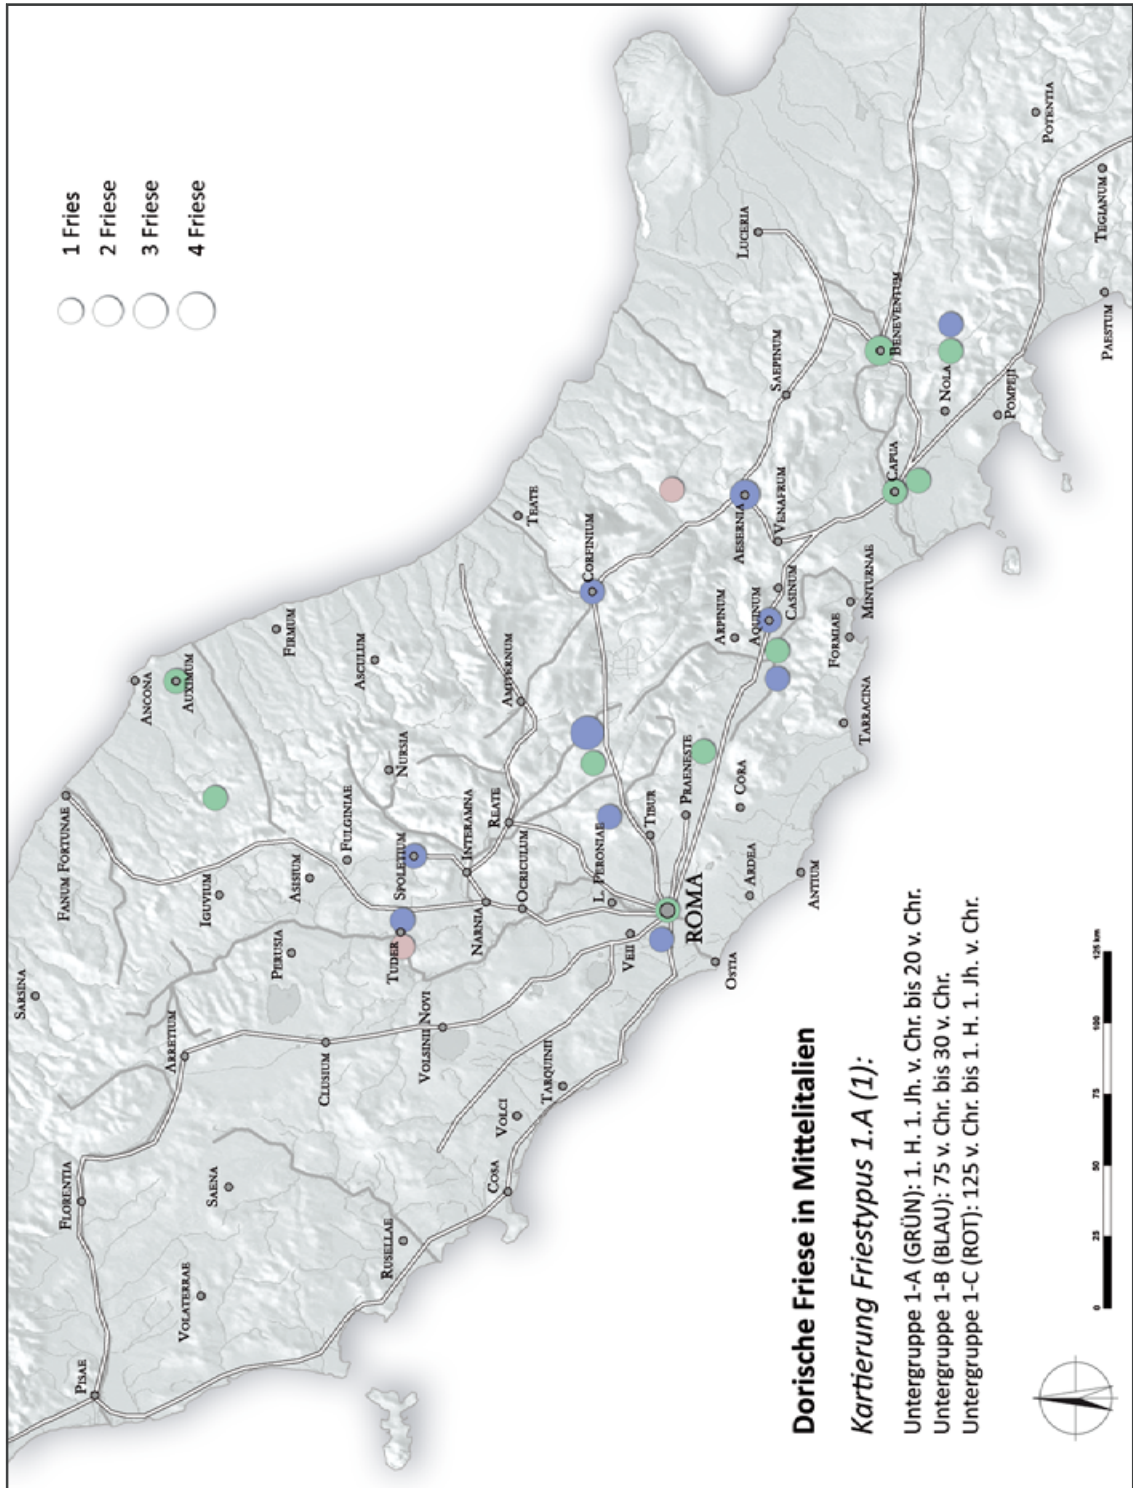 1 Fries
2 Friese
3 Friese
4 Friese
PISAE
FLORENTIA
VOLATERRAE
SAENA
RUSELLAE
ARRETIUM
SARSINA
FANUM FORTUNAE
ANCONA
AUXIMUM
FIRMUM
ASCULUM
IGUVIUM
PERUSIA
ASISIUM
FULGINIAE
NURSIA
CLUSIUM
TUDER
SPOLETIUM
VOLSINII NOVI
NARNIA
INTERAMNA
OCRICULUM
REATE
AMITERNUM
TEATE
CORFINIUM
COSA
VOLCI
TARQUINII
VEII
L. FERONIAE
TIBUR
PRAENESTE
ROMA
OSTIA
ARDEA
ANTIUM
CORA
TARRACINA
FORMIAE
MINTURNAE
ARPINUM
AQUINUM
CASINUM
AESERNIA
VENAFRUM
SAEPINUM
LUCERIA
CAPUA
BENEVENTUM
NOLA
POMPEJI
PAESTUM
TEGIANUM
POTENTIA
Dorische Friese in Mittelitalien
Kartierung Friestypus 1.A (1):
Untergruppe 1-A (GRÜN): 1. H. 1. Jh. v. Chr. bis 20 v. Chr.
Untergruppe 1-B (BLAU): 75 v. Chr. bis 30 v. Chr.
Untergruppe 1-C (ROT): 125 v. Chr. bis 1. H. 1. Jh. v. Chr.
0 25 50 75 100 125 km